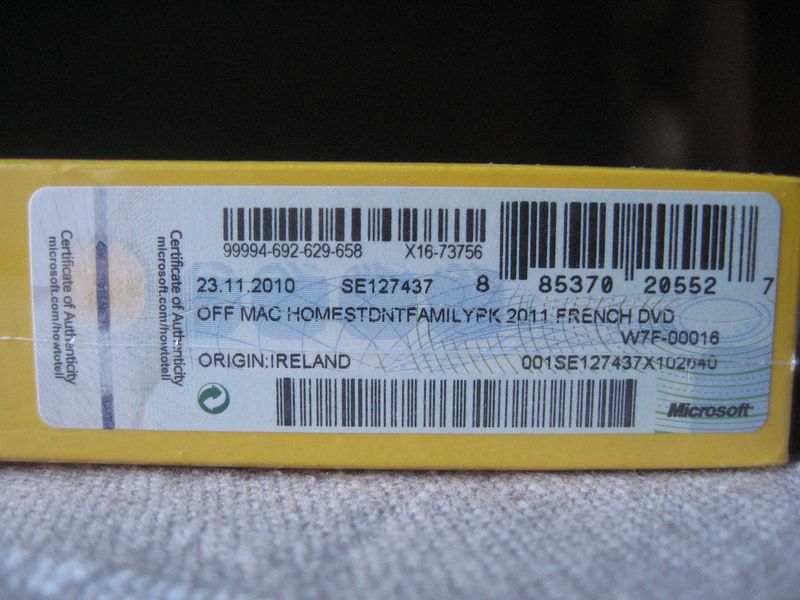 Certificate of Authenticity
microsoft.com/howtotell
Certificate of Authenticity
microsoft.com/howtotell
99994-692-629-658 X16-73756
23.11.2010 SE127437 8 85370 20552 7
OFF MAC HOMESTDNTFAMILYPK 2011 FRENCH DVD
W7F-00016
ORIGIN:IRELAND 001SE127437X102640
Microsoft